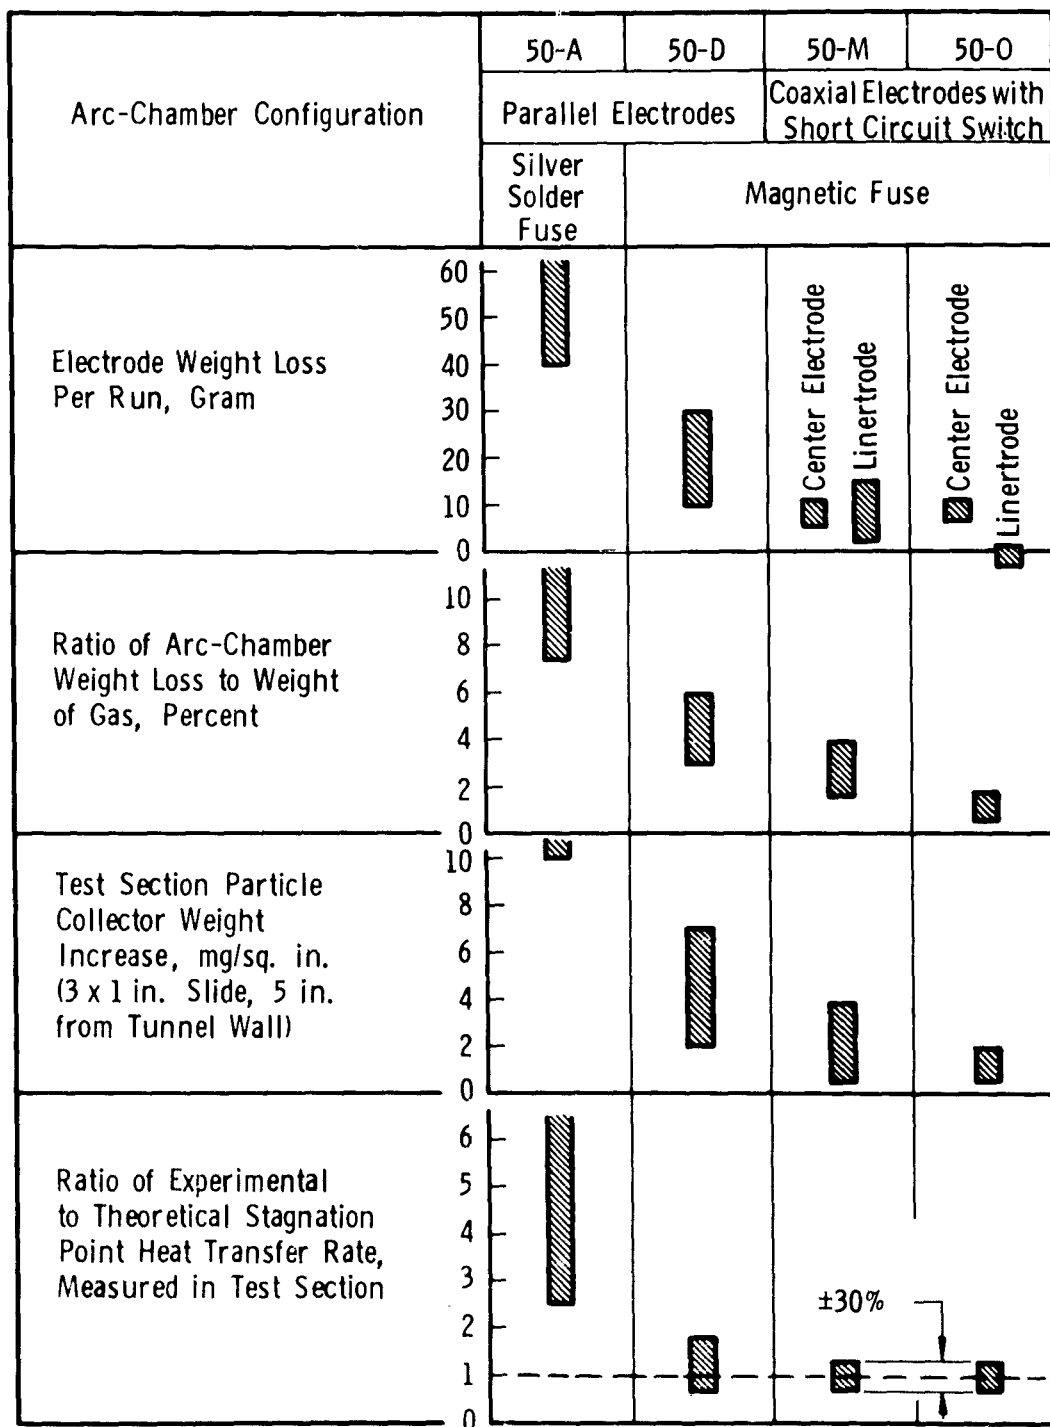 50-A 50-D 50-M 50-O
Arc-Chamber Configuration
Parallel Electrodes
Coaxial Electrodes with
Short Circuit Switch
Silver
Solder
Fuse
Magnetic Fuse
Electrode Weight Loss
Per Run, Gram
60
50
40
30
20
10
0
Center Electrode
Linertrode
Center Electrode
Linertrode
Ratio of Arc-Chamber
Weight Loss to Weight
of Gas, Percent
10
8
6
4
2
0
Test Section Particle
Collector Weight
Increase, mg/sq. in.
(3 x 1 in. Slide, 5 in.
from Tunnel Wall)
10
8
6
4
2
0
Ratio of Experimental
to Theoretical Stagnation
Point Heat Transfer Rate,
Measured in Test Section
6
5
4
3
2
1
0
±30%